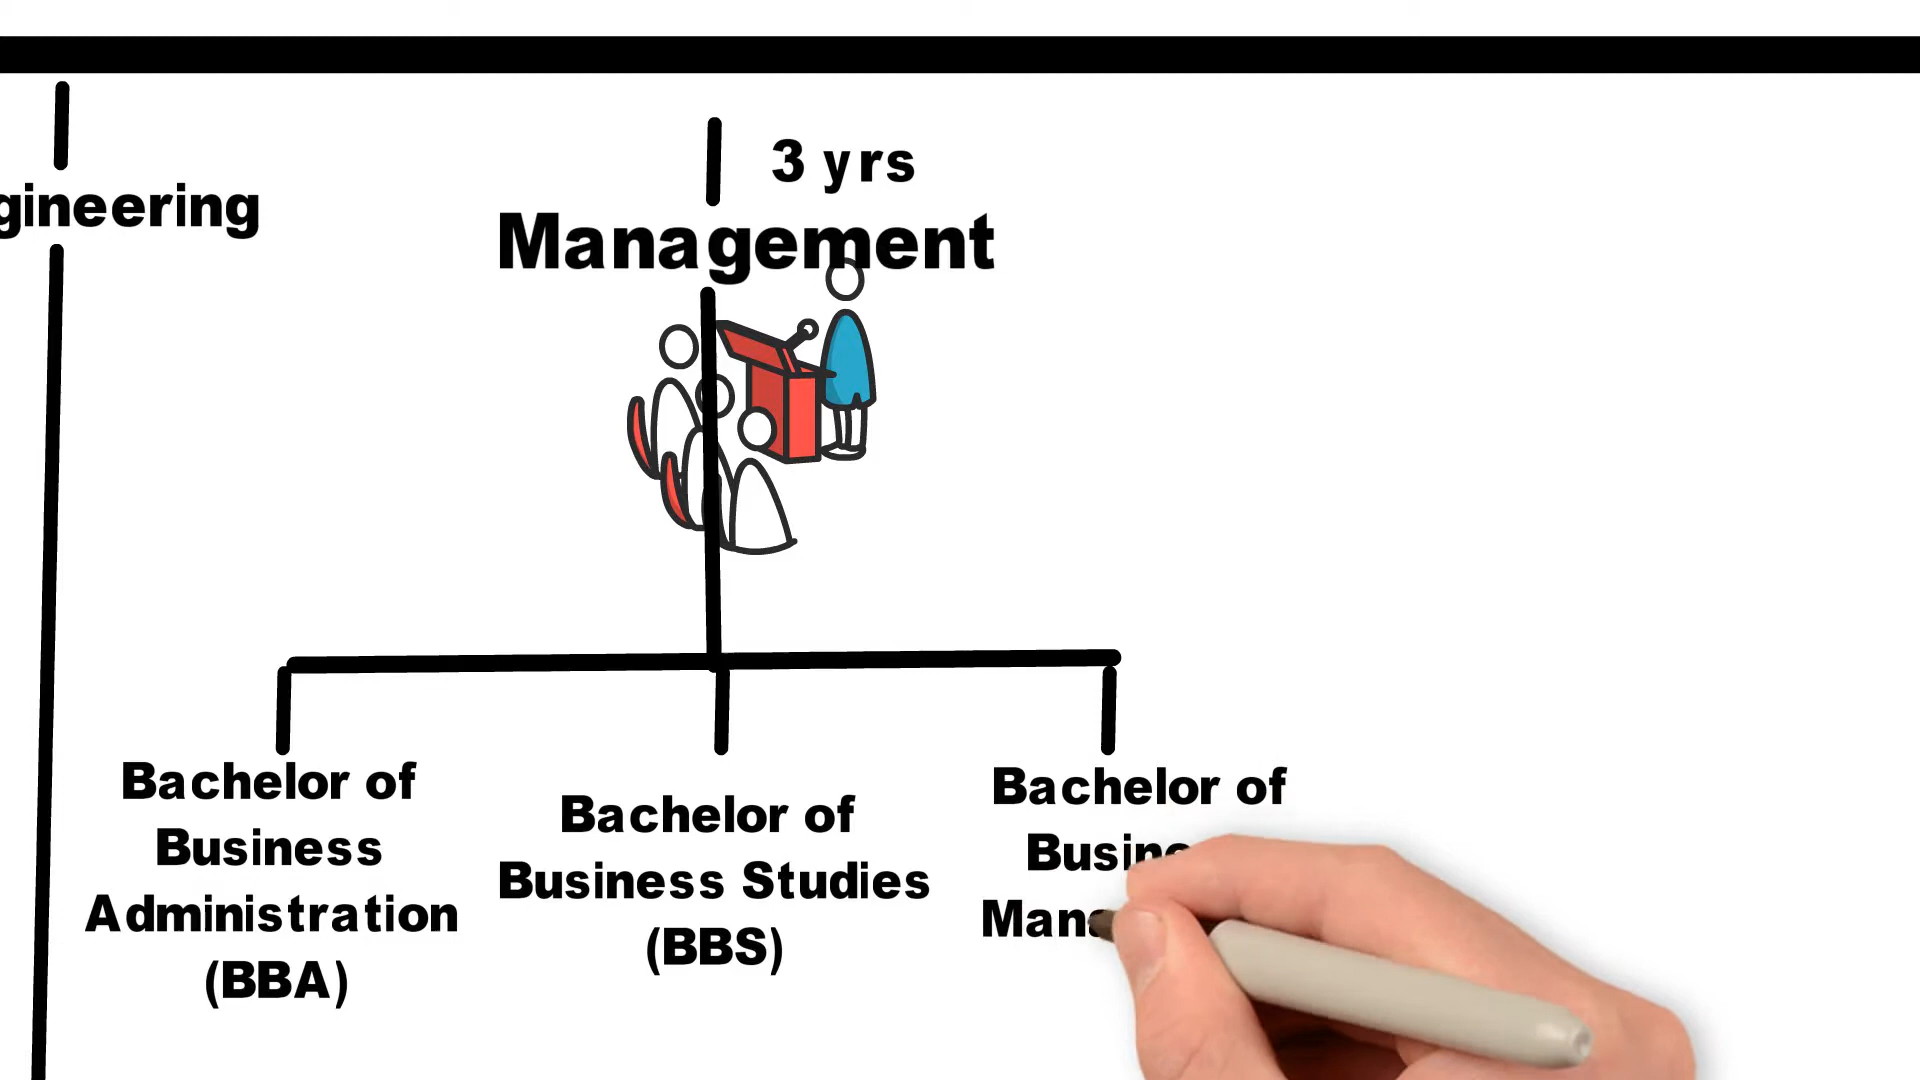 gineering
3 yrs
Management
Bachelor of
Business
Administration
(BBA)
Bachelor of
Business Studies
(BBS)
Bachelor of